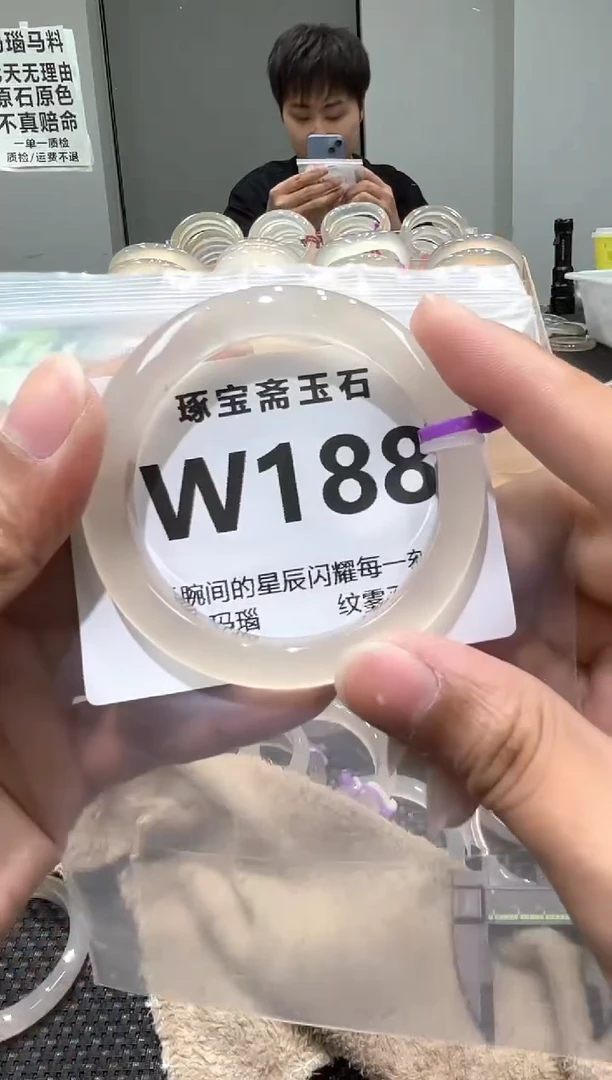 瑙马料
天无理由
原石原色
不真赔命
一单一质检
质检/运费不退
琢宝斋玉石
W188
腕间的星辰闪耀每一刻
玛瑙 纹